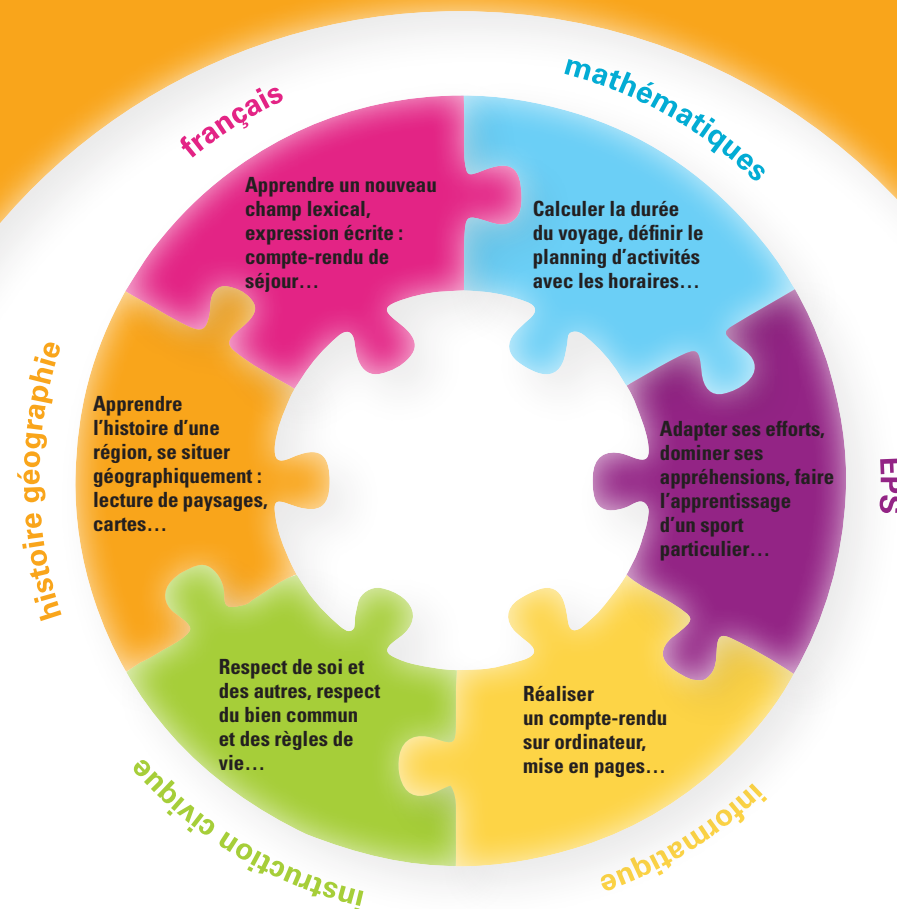 français
Apprendre un nouveau
champ lexical,
expression écrite :
compte-rendu de
séjour…
mathématiques
Calculer la durée
du voyage, définir le
planning d'activités
avec les horaires…
EPS
Adapter ses efforts,
dominer ses
appréhensions, faire
l'apprentissage
d'un sport
particulier…
informatique
Réaliser
un compte-rendu
sur ordinateur,
mise en pages…
instruction civique
Respect de soi et
des autres, respect
du bien commun
et des règles de
vie…
histoire géographie
Apprendre
l'histoire d'une
région, se situer
géographiquement :
lecture de paysages,
cartes…